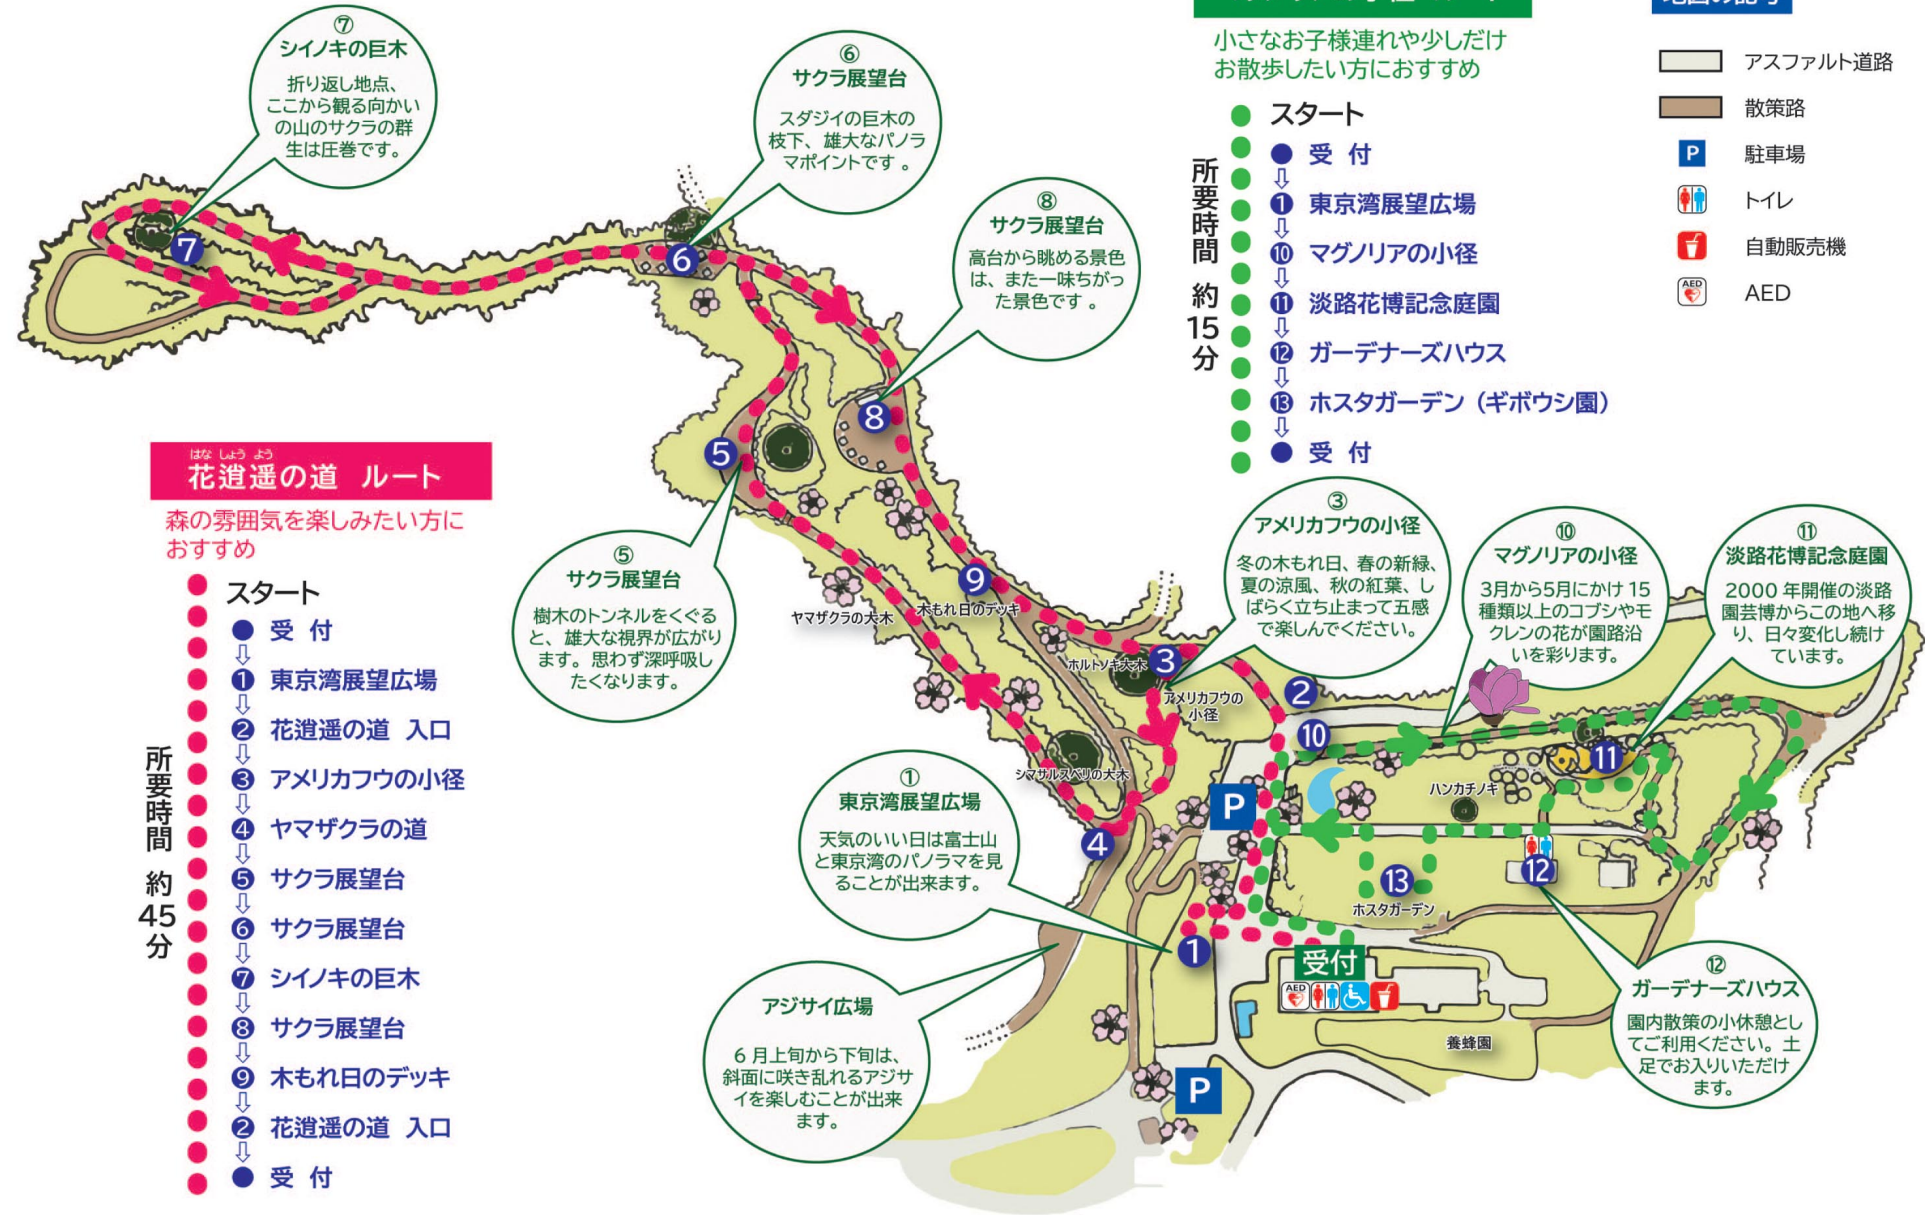 ⑦
シイノキの巨木
折り返し地点、
ここから観る向かい
の山のサクラの群
生は圧巻です。
⑥
サクラ展望台
スダジイの巨木の
枝下、雄大なパノラ
マポイントです。
⑧
サクラ展望台
高台から眺める景色
は、また一味ちがっ
た景色です。
小さなお子様連れや少しだけ
お散歩したい方におすすめ
所要時間 約15分
スタート
● 受 付
⇩
❶ 東京湾展望広場
⇩
❿ マグノリアの小径
⇩
⓫ 淡路花博記念庭園
⇩
⓬ ガーデナーズハウス
⇩
⓭ ホスタガーデン（ギボウシ園）
⇩
● 受 付
アスファルト道路
散策路
P 駐車場
トイレ
自動販売機
AED AED
はな しょう よう
花逍遥の道 ルート
森の雰囲気を楽しみたい方に
おすすめ
所要時間 約45分
スタート
● 受 付
⇩
❶ 東京湾展望広場
⇩
❷ 花逍遥の道 入口
⇩
❸ アメリカフウの小径
⇩
❹ ヤマザクラの道
⇩
❺ サクラ展望台
⇩
❻ サクラ展望台
⇩
❼ シイノキの巨木
⇩
❽ サクラ展望台
⇩
❾ 木もれ日のデッキ
⇩
❷ 花逍遥の道 入口
⇩
● 受 付
⑤
サクラ展望台
樹木のトンネルをくぐる
と、雄大な視界が広がり
ます。思わず深呼吸し
たくなります。
③
アメリカフウの小径
冬の木もれ日、春の新緑、
夏の涼風、秋の紅葉、し
ばらく立ち止まって五感
で楽しんでください。
⑩
マグノリアの小径
3月から5月にかけ 15
種類以上のコブシやモ
クレンの花が園路沿
いを彩ります。
⑪
淡路花博記念庭園
2000 年開催の淡路
園芸博からこの地へ移
り、日々変化し続け
ています。
①
東京湾展望広場
天気のいい日は富士山
と東京湾のパノラマを見
ることが出来ます。
アジサイ広場
6 月上旬から下旬は、
斜面に咲き乱れるアジサ
イを楽しむことが出来
ます。
⑫
ガーデナーズハウス
園内散策の小休憩とし
てご利用ください。土
足でお入りいただけ
ます。
7
6
8
5
9
木もれ日のデッキ
ヤマザクラの大木
ホルトノキ大木
3
アメリカフウの
小径
2
10
11
ハンカチノキ
シマサルスベリの大木
P
4
12
13
ホスタガーデン
1
受付
AED
養蜂園
P